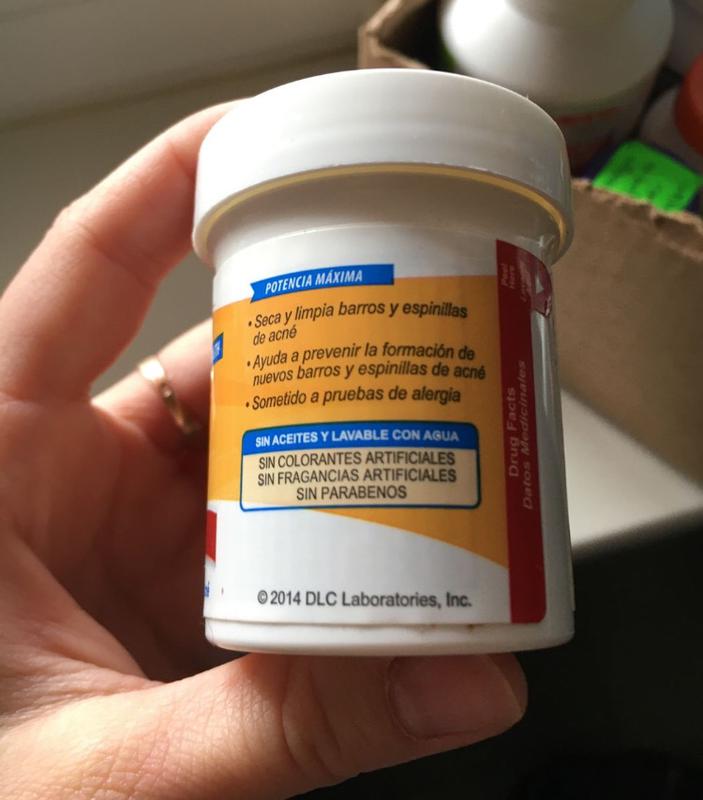 POTENCIA MÁXIMA
• Seca y limpia barros y espinillas
de acné
• Ayuda a prevenir la formación de
nuevos barros y espinillas de acné
• Sometido a pruebas de alergia
SIN ACEITES Y LAVABLE CON AGUA
SIN COLORANTES ARTIFICIALES
SIN FRAGANCIAS ARTIFICIALES
SIN PARABENOS
© 2014 DLC Laboratories, Inc.
Peel
Here
Drug Facts
Datos Medicinales